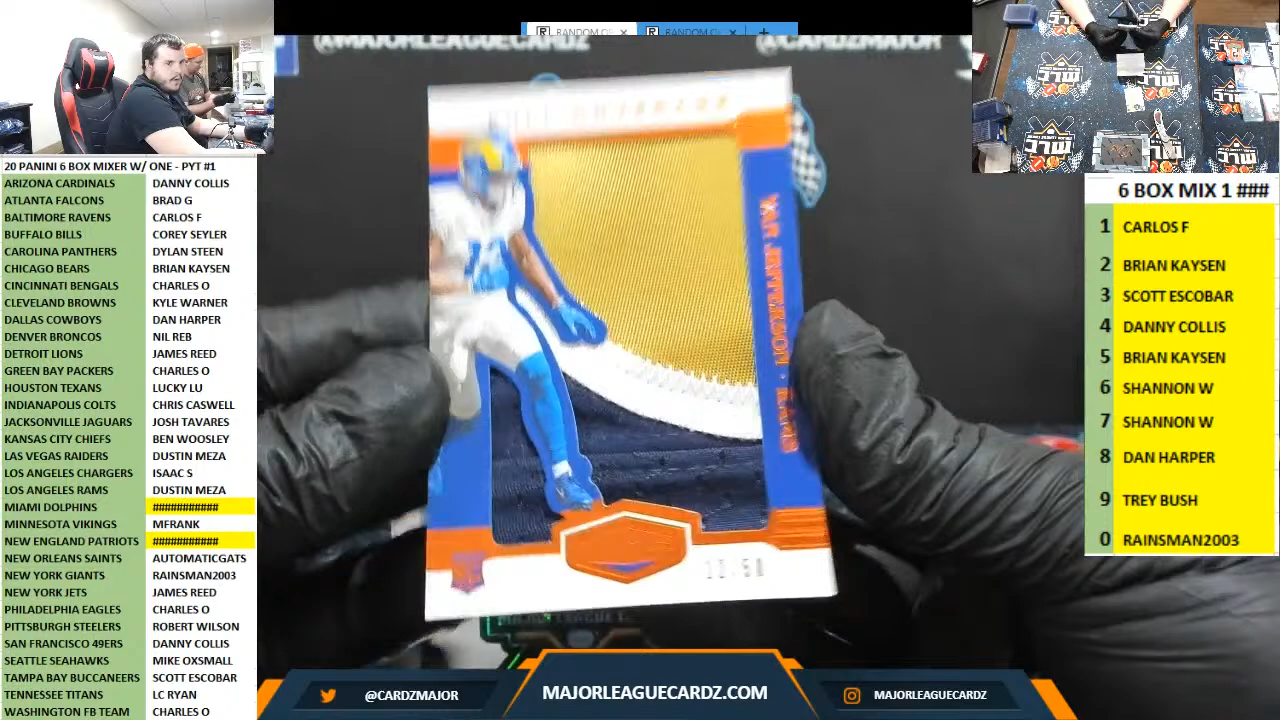 RANDOM.O
RANDOM.O
@MAJORLEAGUECARDZ
@CARDZMAJOR
20 PANINI 6 BOX MIXER W/ ONE - PYT #1
ARIZONA CARDINALS DANNY COLLIS
ATLANTA FALCONS BRAD G
BALTIMORE RAVENS CARLOS F
BUFFALO BILLS COREY SEYLER
CAROLINA PANTHERS DYLAN STEEN
CHICAGO BEARS BRIAN KAYSEN
CINCINNATI BENGALS CHARLES O
CLEVELAND BROWNS KYLE WARNER
DALLAS COWBOYS DAN HARPER
DENVER BRONCOS NIL REB
DETROIT LIONS JAMES REED
GREEN BAY PACKERS CHARLES O
HOUSTON TEXANS LUCKY LU
INDIANAPOLIS COLTS CHRIS CASWELL
JACKSONVILLE JAGUARS JOSH TAVARES
KANSAS CITY CHIEFS BEN WOOSLEY
LAS VEGAS RAIDERS DUSTIN MEZA
LOS ANGELES CHARGERS ISAAC S
LOS ANGELES RAMS DUSTIN MEZA
MIAMI DOLPHINS ###########
MINNESOTA VIKINGS MFRANK
NEW ENGLAND PATRIOTS ###########
NEW ORLEANS SAINTS AUTOMATICGATS
NEW YORK GIANTS RAINSMAN2003
NEW YORK JETS JAMES REED
PHILADELPHIA EAGLES CHARLES O
PITTSBURGH STEELERS ROBERT WILSON
SAN FRANCISCO 49ERS DANNY COLLIS
SEATTLE SEAHAWKS MIKE OXSMALL
TAMPA BAY BUCCANEERS SCOTT ESCOBAR
TENNESSEE TITANS LC RYAN
WASHINGTON FB TEAM CHARLES O
VAN JEFFERSON • RAMS
6 BOX MIX 1 ###
1 CARLOS F
2 BRIAN KAYSEN
3 SCOTT ESCOBAR
4 DANNY COLLIS
5 BRIAN KAYSEN
6 SHANNON W
7 SHANNON W
8 DAN HARPER
9 TREY BUSH
0 RAINSMAN2003
@CARDZMAJOR
MAJORLEAGUECARDZ.COM
MAJORLEAGUECARDZ